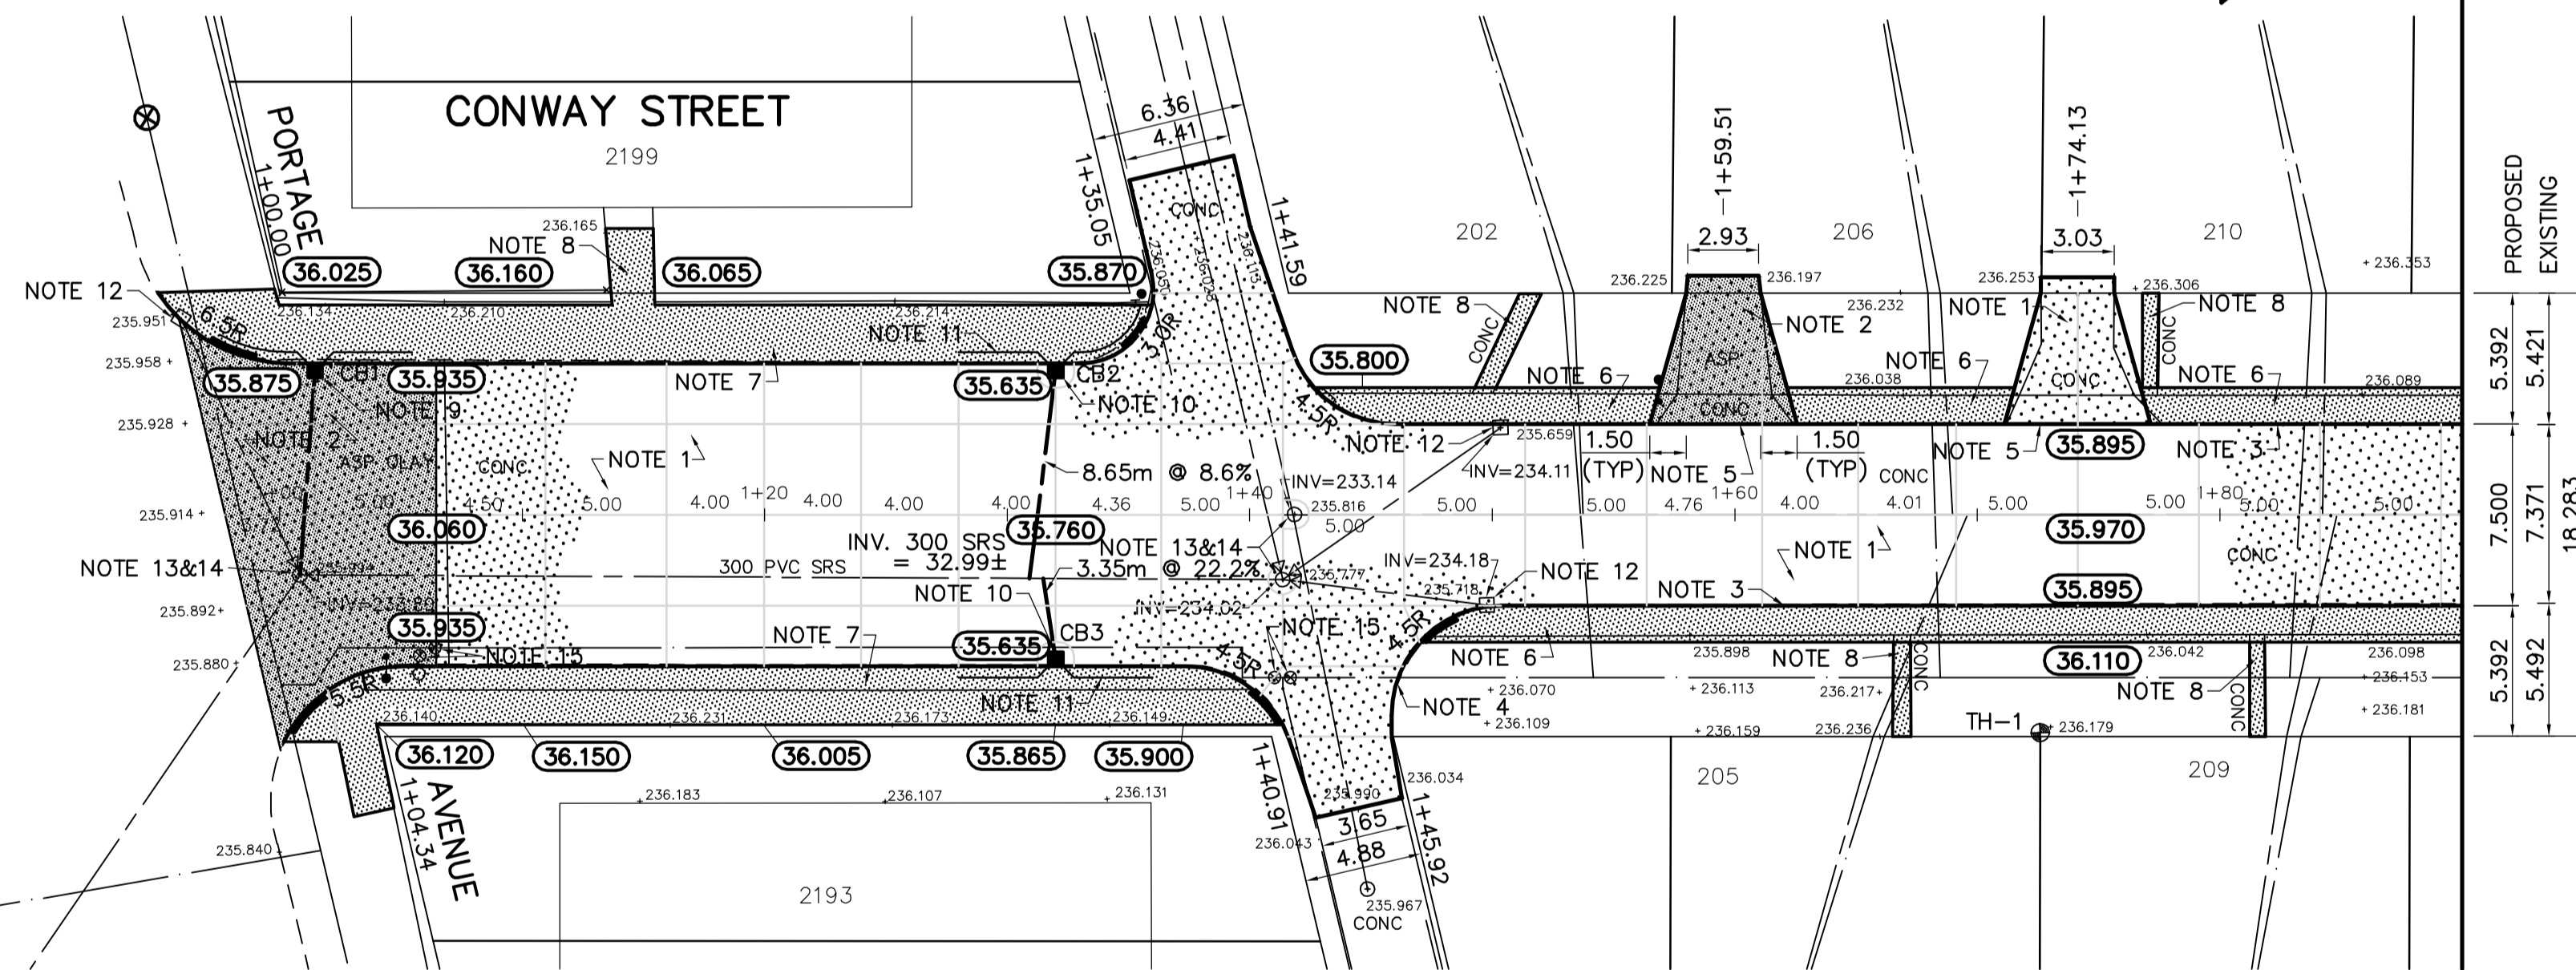 CONWAY STREET
2199
PORTAGE
1+00.00
1+35.05
6.36
4.41
CONC
1+41.59
202
1+59.51
2.93
206
1+74.13
3.03
210
PROPOSED
EXISTING
236.165
NOTE 8
36.025
36.160
36.065
35.870
NOTE 12
236.134
236.210
236.214
236.050
236.028
236.113
236.225
236.197
236.232
236.253
236.306
+ 236.353
NOTE 8
NOTE 2
NOTE 1
NOTE 8
235.951
6.5R
NOTE 11
3.0R
CONC
ASP
CONC
CONC
235.958 +
35.875
CB1
35.935
NOTE 7
35.635
CB2
35.800
NOTE 6
236.038
NOTE 6
CONC
NOTE 6
236.089
5.392
5.421
NOTE 9
NOTE 10
4.5R
CONC
235.928 +
NOTE 2
ASP OLAY
CONC
NOTE 1
8.65m @ 8.6%
NOTE 12
235.659
INV=234.11
1.50
(TYP)
NOTE 5
1.50
(TYP)
CONC
NOTE 5
35.895
NOTE 3
235.914 +
5.00
4.50
5.00
4.00
1+20
4.00
4.00
4.00
4.36
5.00
1+40
INV=233.14
235.816
5.00
5.00
5.00
4.76
1+60
4.00
4.01
5.00
5.00
1+80
5.00
5.00
36.060
35.760
35.970
7.500
7.371
18.283
INV. 300 SRS
= 32.99±
NOTE 13&14
NOTE 1
CONC
NOTE 13&14
235.994
300 PVC SRS
3.35m @ 22.2%
235.777
INV=234.18
NOTE 12
235.718
235.892+
NOTE 10
INV=234.02
NOTE 3
35.895
35.935
NOTE 7
35.635
CB3
NOTE 15
4.5R
235.880 +
NOTE 15
4.5R
NOTE 6
235.898
NOTE 8
CONC
36.110
236.042
236.098
5.392
5.492
5.5R
NOTE 11
+ 236.070
+ 236.113
236.217+
NOTE 8
CONC
+ 236.153
NOTE 4
+ 236.109
+ 236.159
236.236
TH-1
236.179
+ 236.181
236.140
236.231
236.173
236.149
36.120
36.150
36.005
35.865
35.900
1+40.91
236.034
205
209
AVENUE
1+04.34
236.183
236.107
236.131
235.990
3.65
4.88
1+45.92
236.043
235.840
2193
235.967
CONC